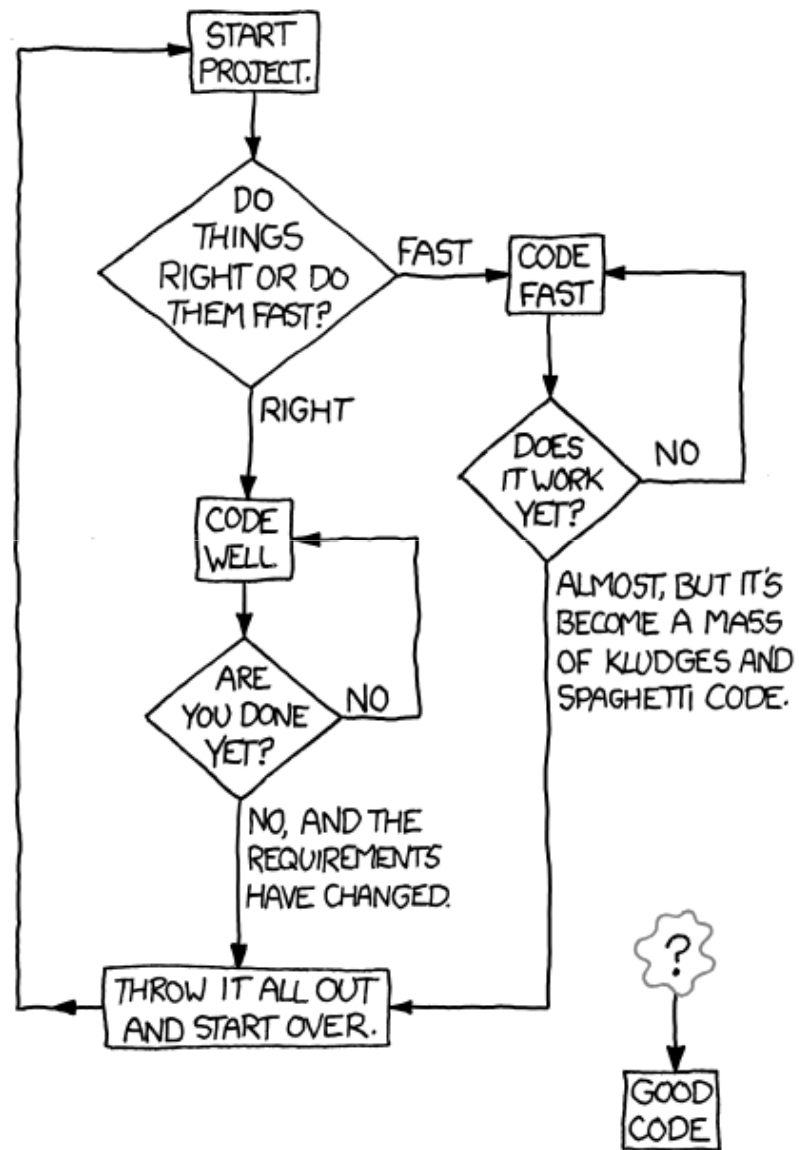 START
PROJECT.
DO
THINGS
RIGHT OR DO
THEM FAST?
FAST
CODE
FAST
RIGHT
DOES
IT WORK
YET?
NO
CODE
WELL.
ALMOST, BUT IT'S
BECOME A MASS
OF KLUDGES AND
SPAGHETTI CODE.
ARE
YOU DONE
YET?
NO
NO, AND THE
REQUIREMENTS
HAVE CHANGED.
THROW IT ALL OUT
AND START OVER.
?
GOOD
CODE